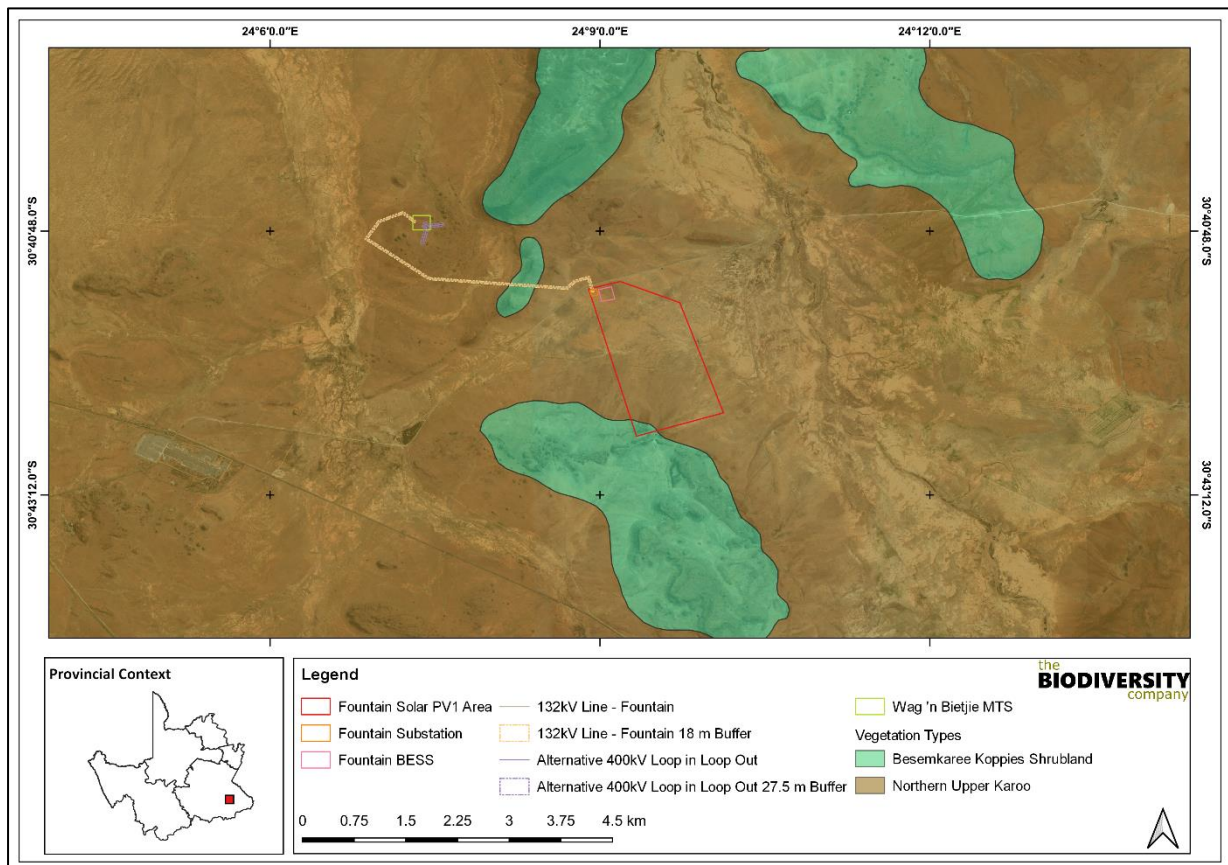 24°6'0.0"E 24°9'0.0"E 24°12'0.0"E
30°40'48.0"S 30°40'48.0"S
30°43'12.0"S 30°43'12.0"S
Provincial Context
Legend
Fountain Solar PV1 Area
Fountain Substation
Fountain BESS
132kV Line - Fountain
132kV Line - Fountain 18 m Buffer
Alternative 400kV Loop in Loop Out
Alternative 400kV Loop in Loop Out 27.5 m Buffer
Wag 'n Bietjie MTS
Vegetation Types
Besemkaree Koppies Shrubland
Northern Upper Karoo
the
BIODIVERSITY
company
0 0.75 1.5 2.25 3 3.75 4.5 km